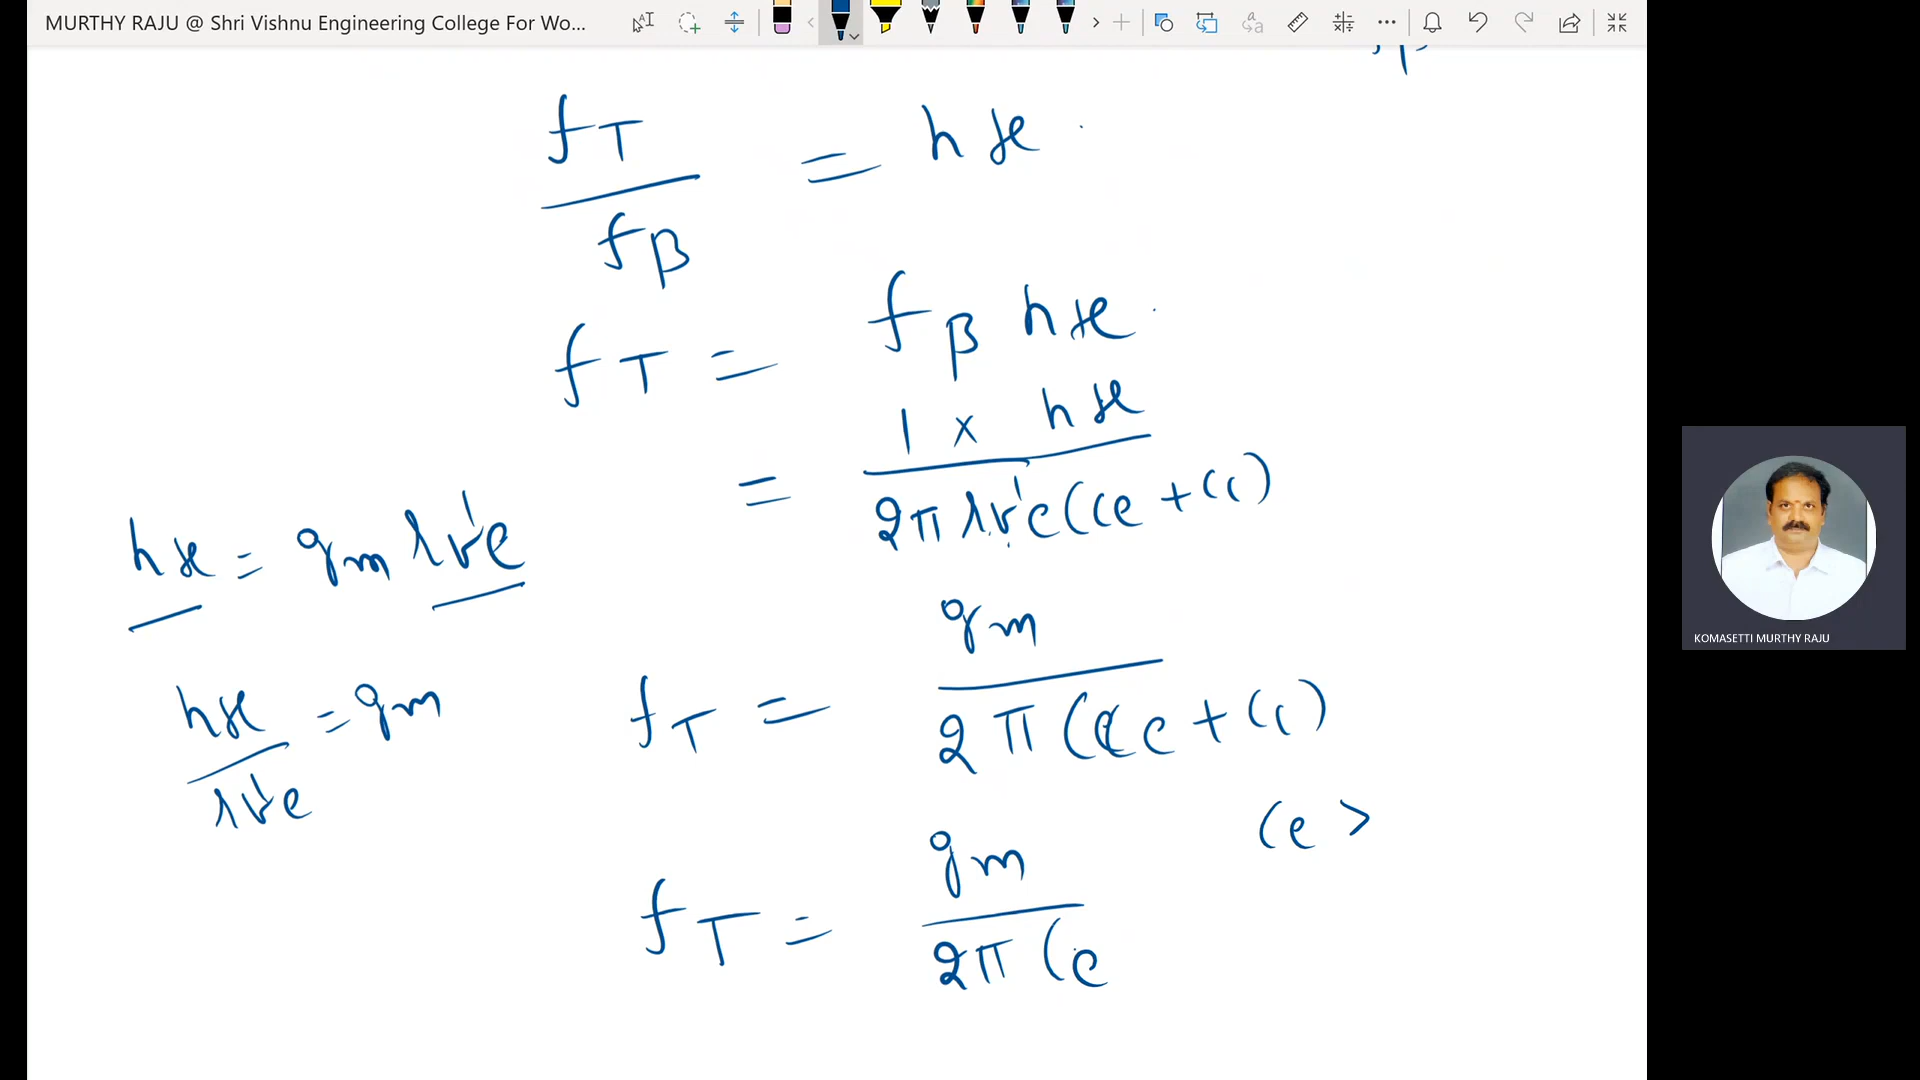 MURTHY RAJU @ Shri Vishnu Engineering College For Wo...
fT / fβ = hfe
fT = fβ hfe
= 1 x hfe / 2π rb'e (Ce + Cc)
hfe = gm rb'e
hfe / rb'e = gm
fT = gm / 2π (Ce + Cc)
Ce >
fT = gm / 2π Ce
KOMASETTI MURTHY RAJU